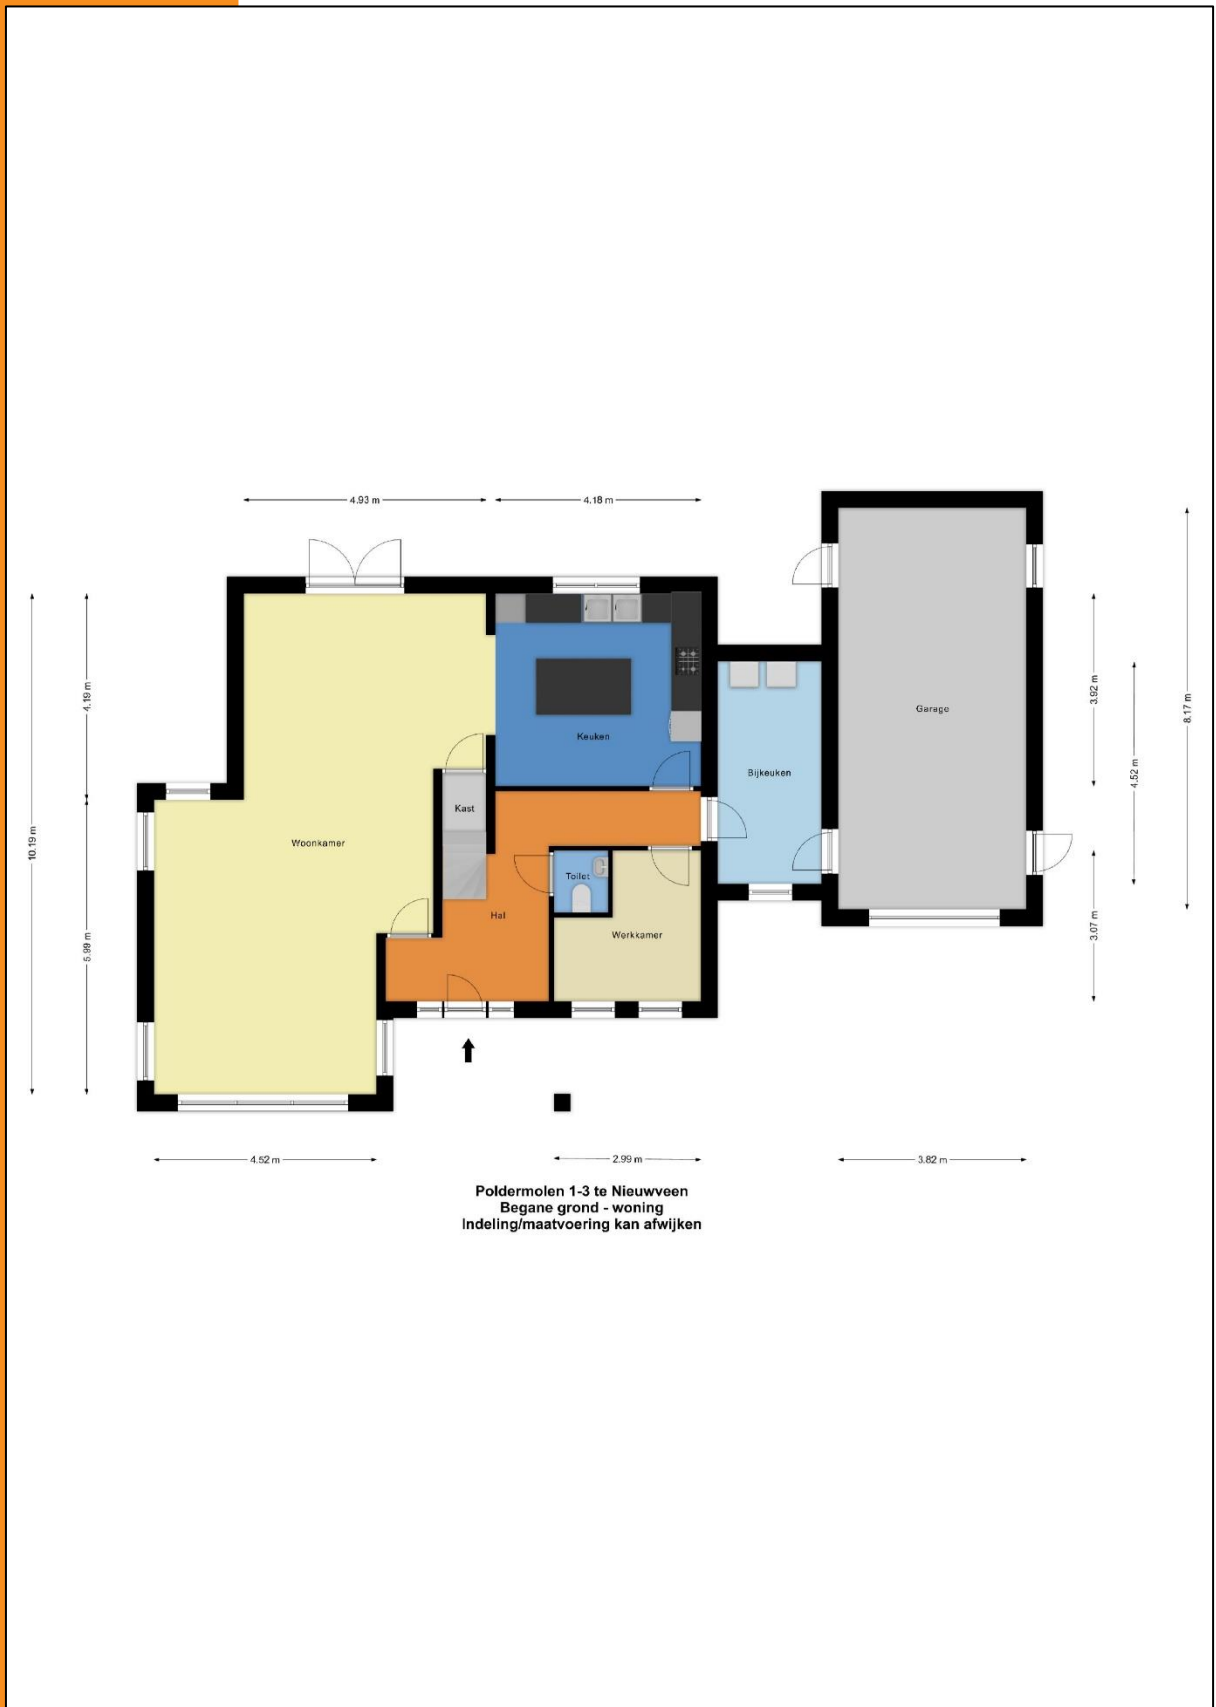 4.93 m
4.18 m
10.19 m
4.19 m
5.99 m
3.92 m
3.07 m
4.52 m
8.17 m
Garage
Keuken
Bijkeuken
Kast
Woonkamer
Toilet
Hal
Werkkamer
4.52 m
2.99 m
3.82 m
Poldermolen 1-3 te Nieuwveen
Begane grond - woning
Indeling/maatvoering kan afwijken